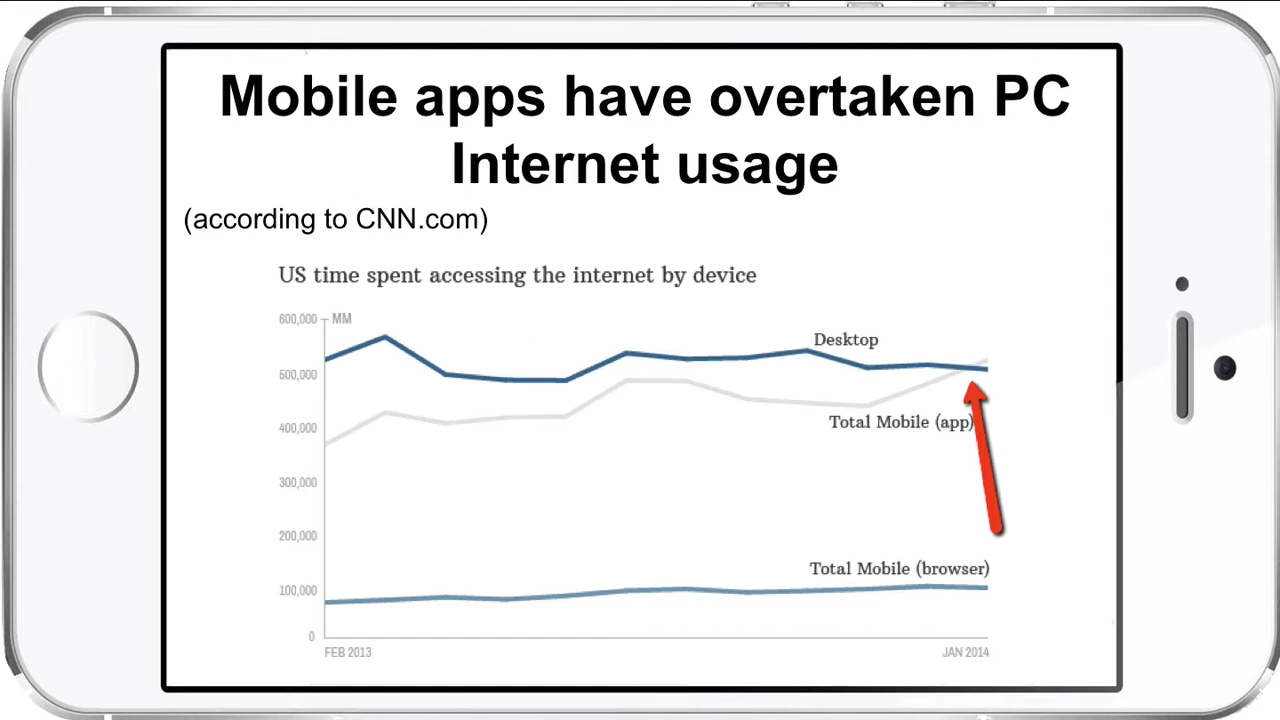 Mobile apps have overtaken PC
Internet usage
(according to CNN.com)
US time spent accessing the internet by device
600,000 MM
Desktop
500,000
Total Mobile (app)
400,000
300,000
200,000
Total Mobile (browser)
100,000
0
FEB 2013 JAN 2014